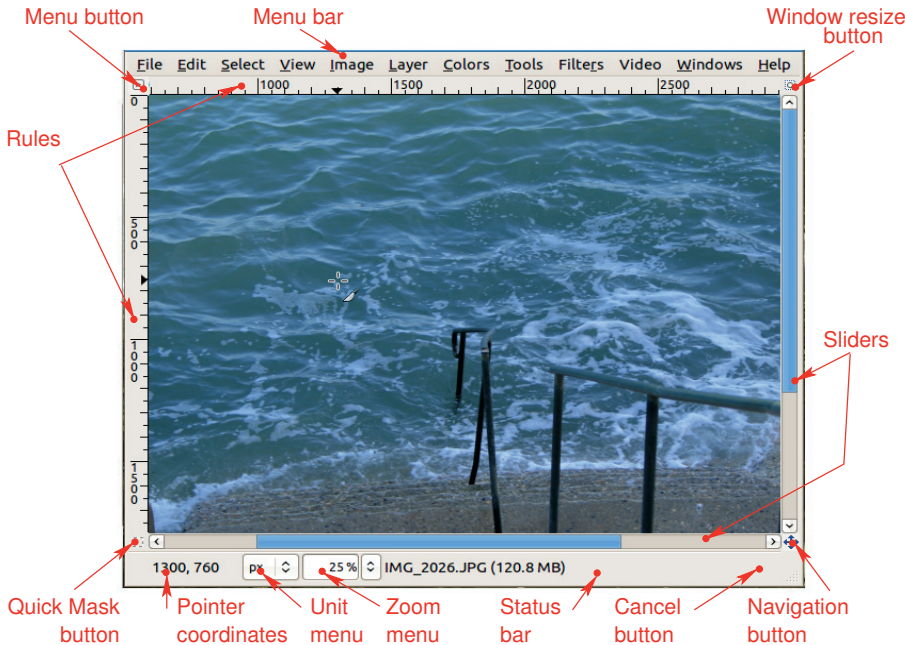 Menu button
Menu bar
Window resize
button
File Edit Select View Image Layer Colors Tools Filters Video Windows Help
1000 1500 2000 2500
0
Rules
500
1000
Sliders
1500
1300, 760 px 25 % IMG_2026.JPG (120.8 MB)
Quick Mask
button
Pointer
coordinates
Unit
menu
Zoom
menu
Status
bar
Cancel
button
Navigation
button